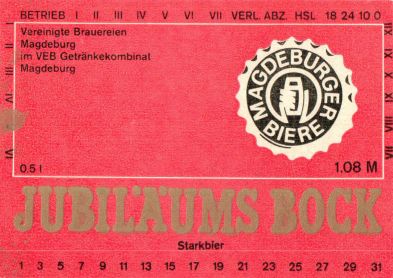 BETRIEB I II III IV V VI VII VERL. ABZ. HSL 18 24 10 0
Vereinigte Brauereien
Magdeburg
im VEB Getränkekombinat
Magdeburg
MAGDEBURGER
BIERE
0.5 l
1.08 M
JUBILÄUMS BOCK
Starkbier
1 3 5 7 9 11 13 15 17 19 21 23 25 27 29 31